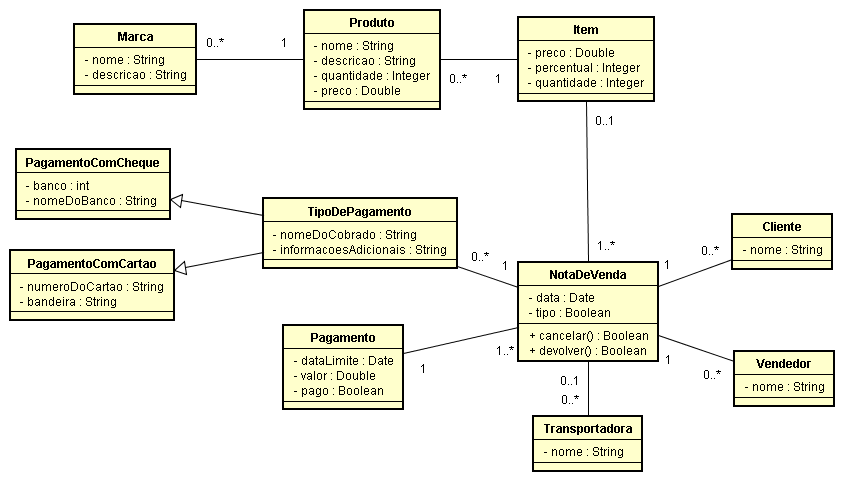 Marca
- nome : String
- descricao : String
0..*
1
Produto
- nome : String
- descricao : String
- quantidade : Integer
- preco : Double
0..*
1
Item
- preco : Double
- percentual : Integer
- quantidade : Integer
0..1
1..*
PagamentoComCheque
- banco : int
- nomeDoBanco : String
PagamentoComCartao
- numeroDoCartao : String
- bandeira : String
TipoDePagamento
- nomeDoCobrado : String
- informacoesAdicionais : String
0..*
1
NotaDeVenda
- data : Date
- tipo : Boolean
+ cancelar() : Boolean
+ devolver() : Boolean
1
0..*
Cliente
- nome : String
Pagamento
- dataLimite : Date
- valor : Double
- pago : Boolean
1
1..*
1
0..*
Vendedor
- nome : String
0..1
0..*
Transportadora
- nome : String